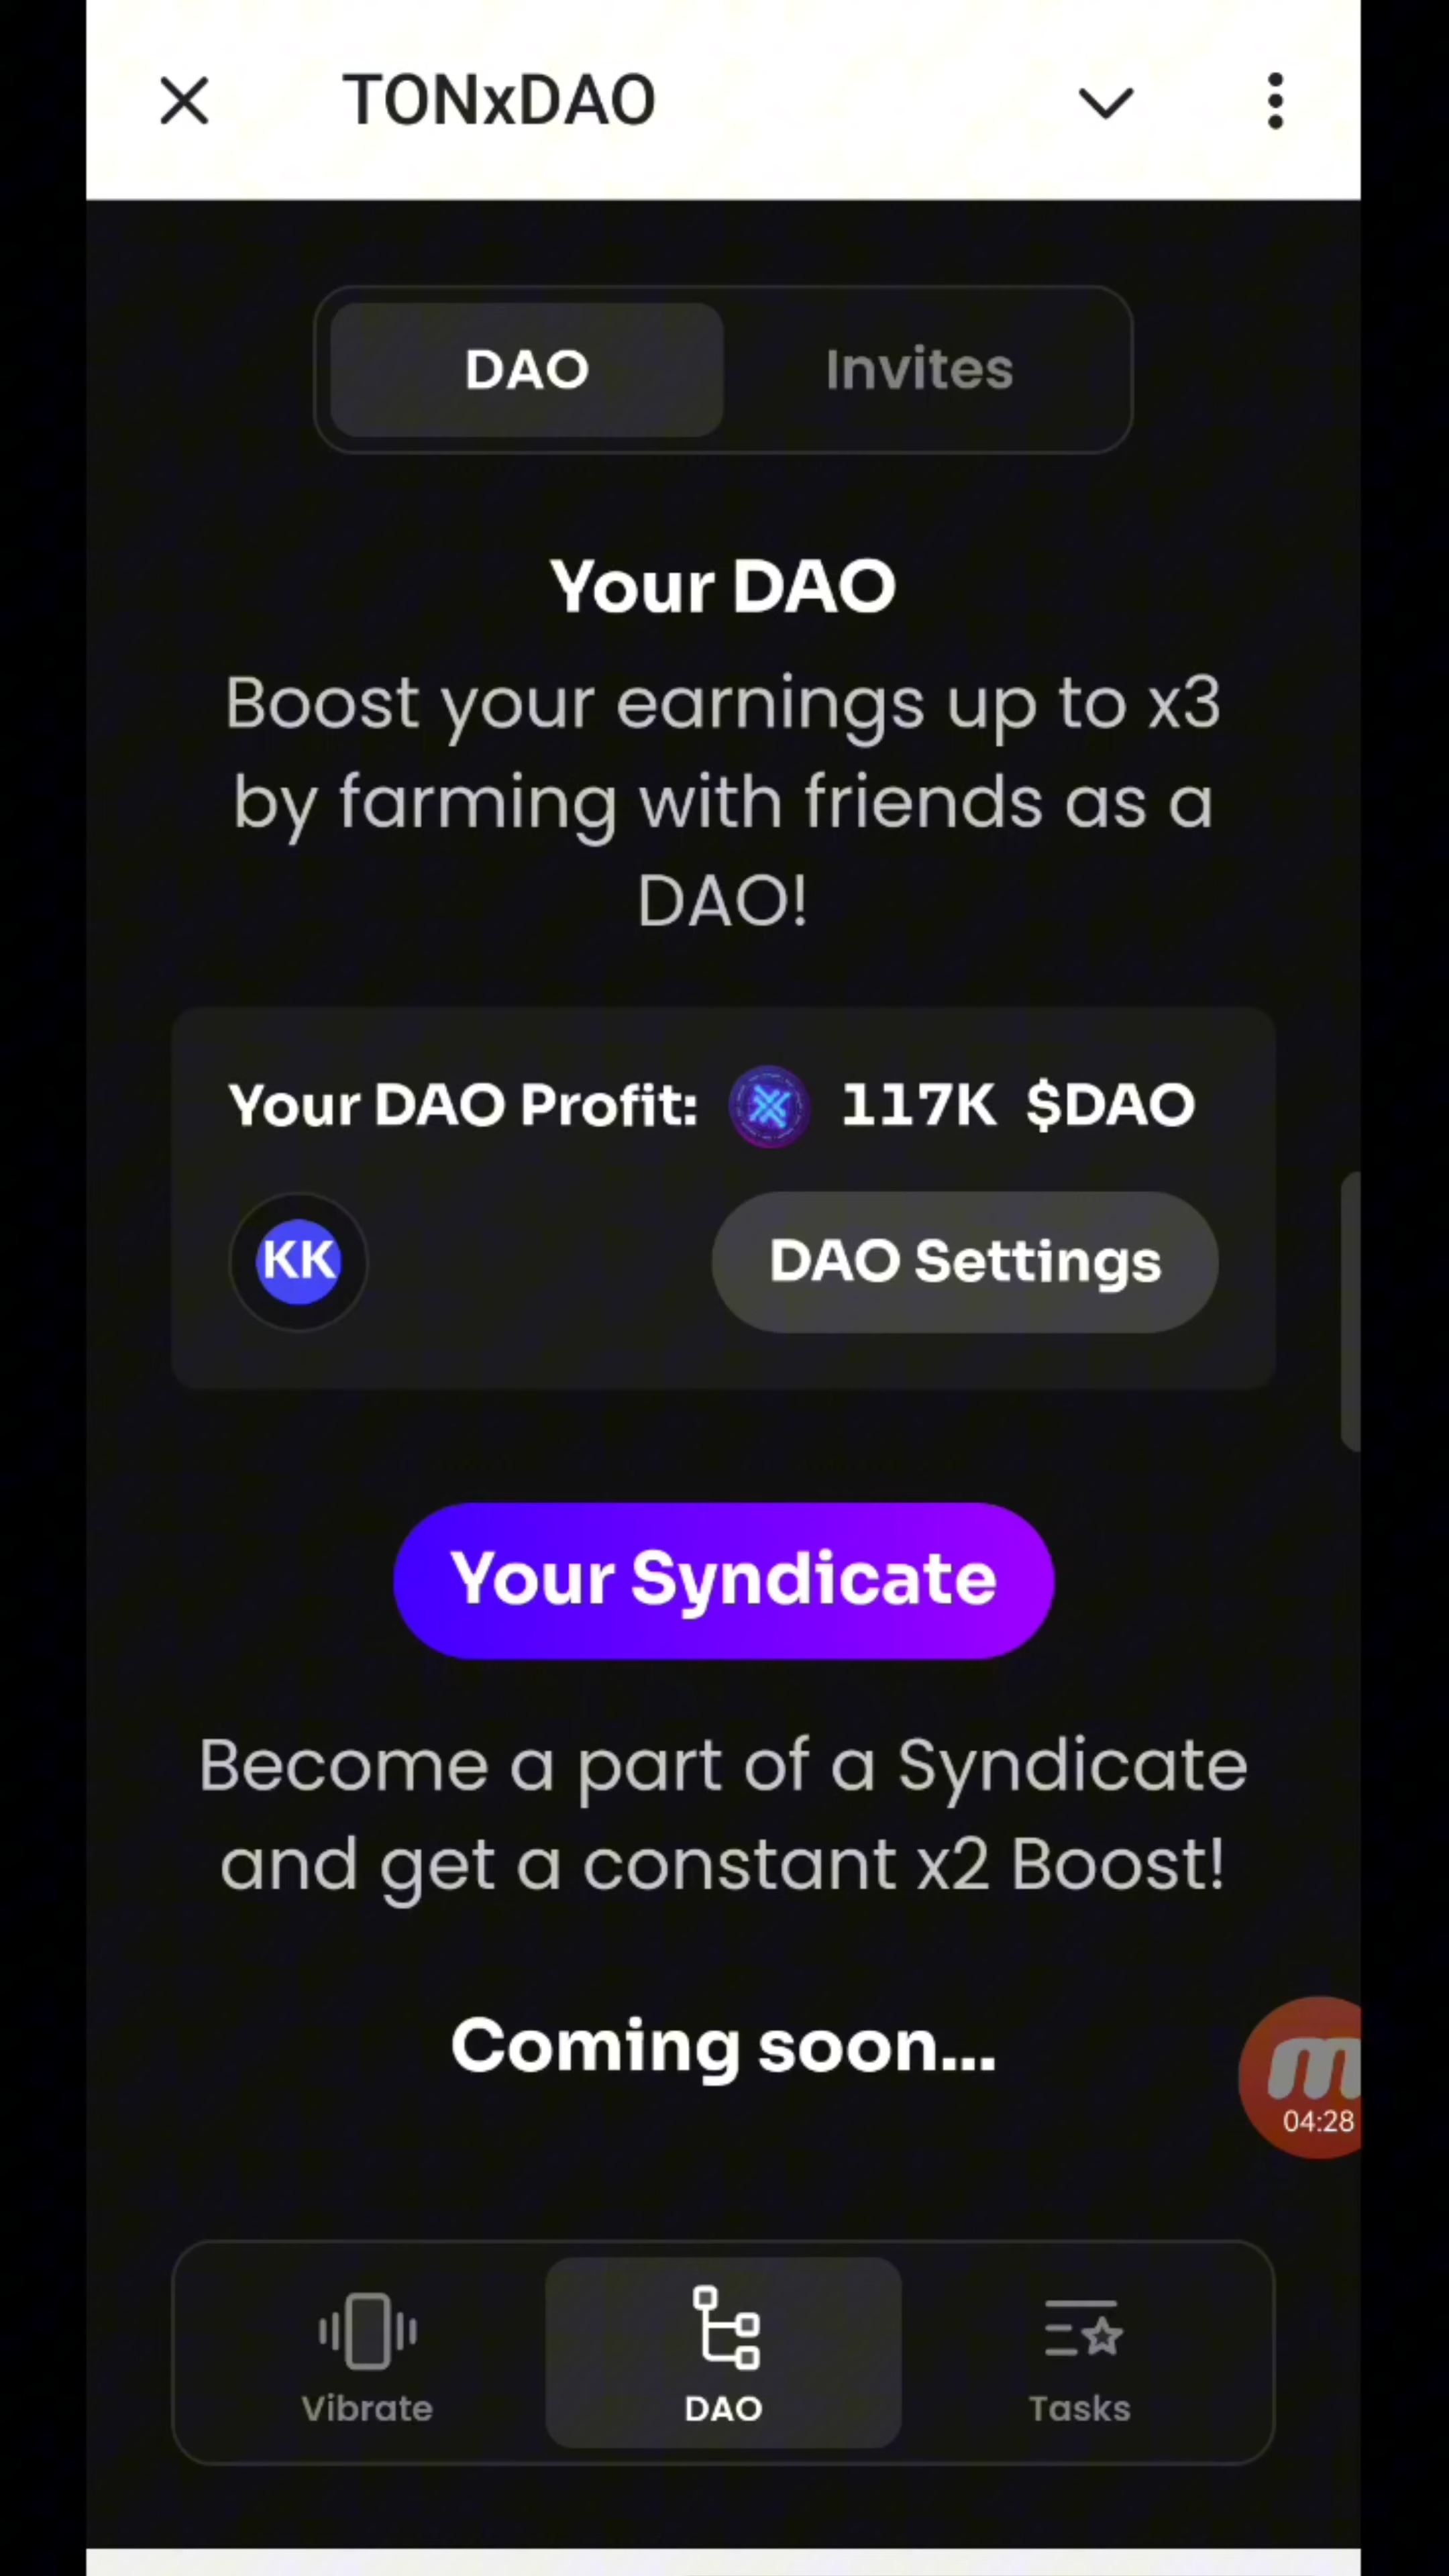 TONxDAO
DAO
Invites
Your DAO
Boost your earnings up to x3
by farming with friends as a
DAO!
Your DAO Profit: 117K $DAO
KK
DAO Settings
Your Syndicate
Become a part of a Syndicate
and get a constant x2 Boost!
Coming soon...
04:28
Vibrate
DAO
Tasks